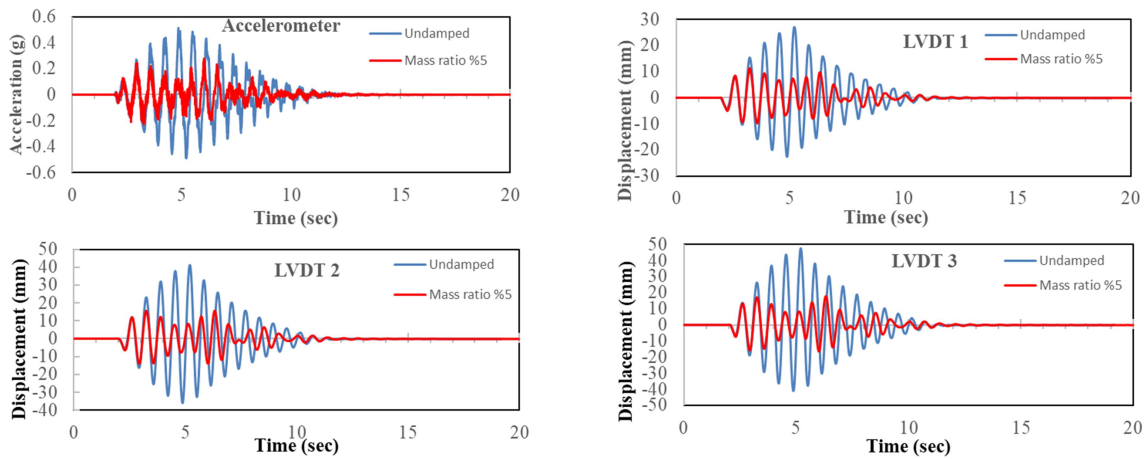 Accelerometer
Acceleration (g)
0.6
0.4
0.2
0
-0.2
-0.4
-0.6
Undamped
Mass ratio %5
0 5 10 15 20
Time (sec)
LVDT 1
Displacement (mm)
30
20
10
0
-10
-20
-30
Undamped
Mass ratio %5
0 5 10 15 20
Time (sec)
LVDT 2
Displacement (mm)
50
40
30
20
10
0
-10
-20
-30
-40
Undamped
Mass ratio %5
0 5 10 15 20
Time (sec)
LVDT 3
Displacement (mm)
50
40
30
20
10
0
-10
-20
-30
-40
-50
Undamped
Mass ratio %5
0 5 10 15 20
Time (sec)